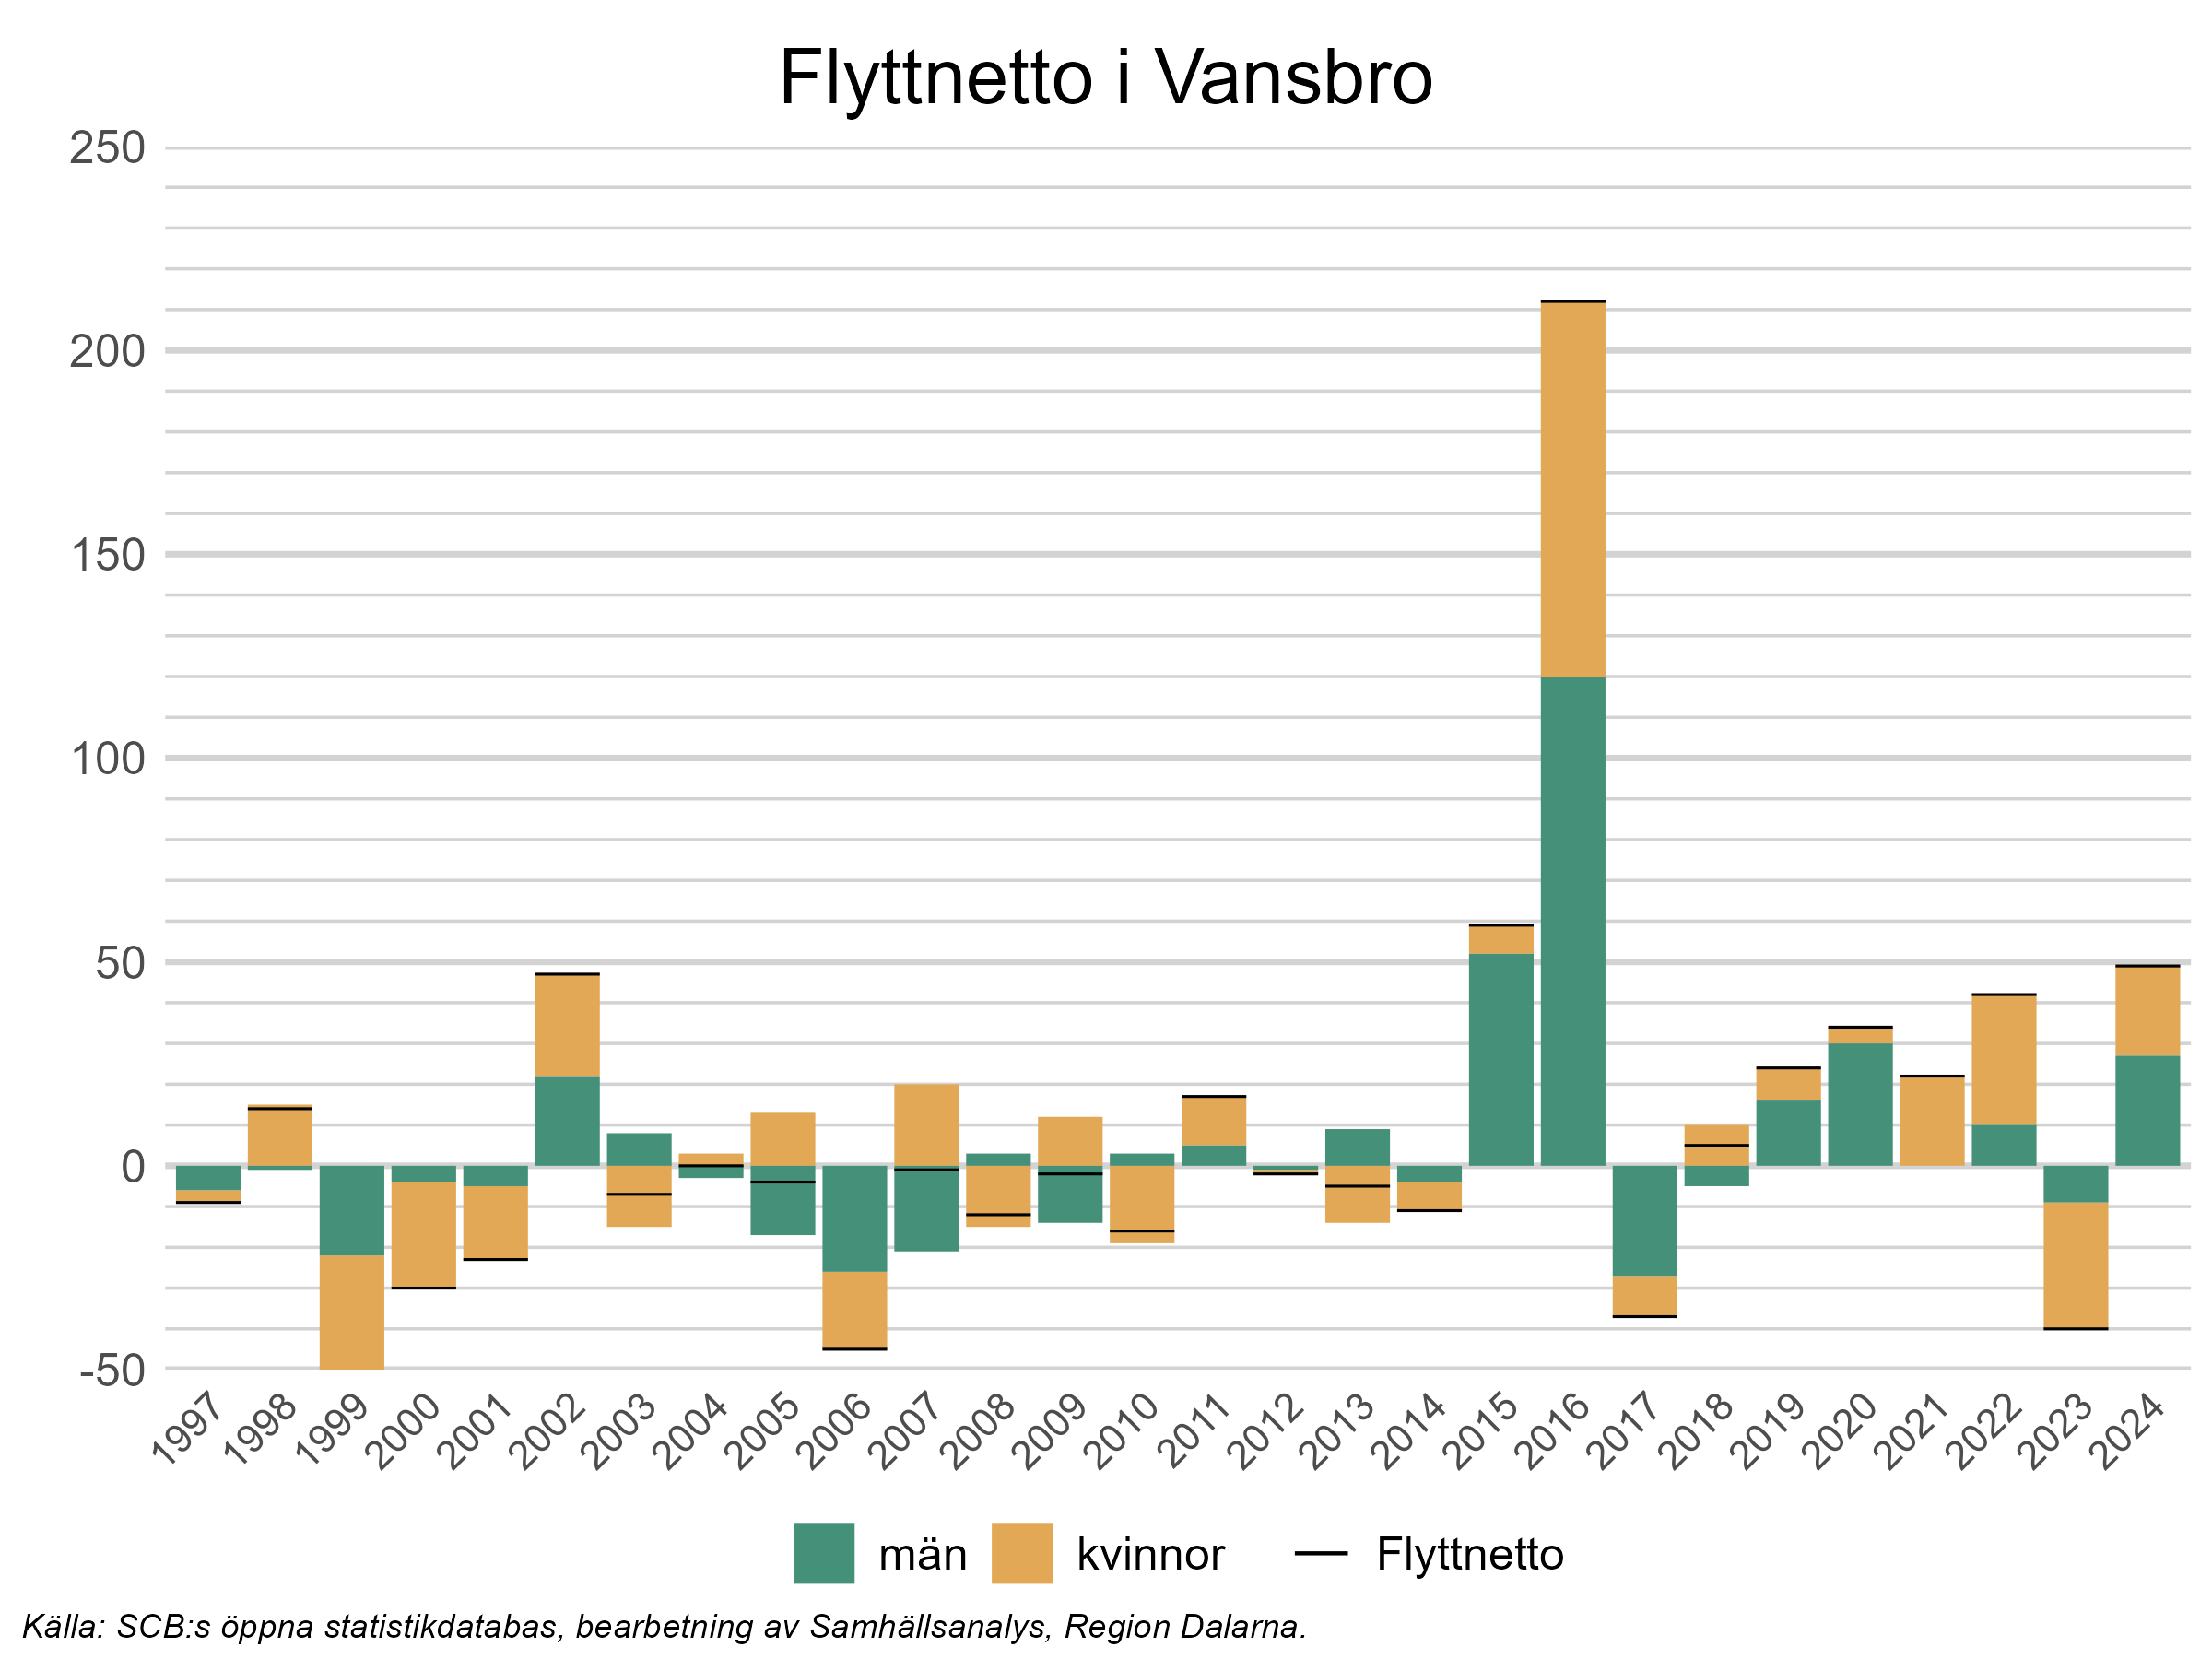 Flyttnetto i Vansbro
250
200
150
100
50
0
-50
1997 1998 1999 2000 2001 2002 2003 2004 2005 2006 2007 2008 2009 2010 2011 2012 2013 2014 2015 2016 2017 2018 2019 2020 2021 2022 2023 2024
män kvinnor Flyttnetto
Källa: SCB:s öppna statistikdatabas, bearbetning av Samhällsanalys, Region Dalarna.